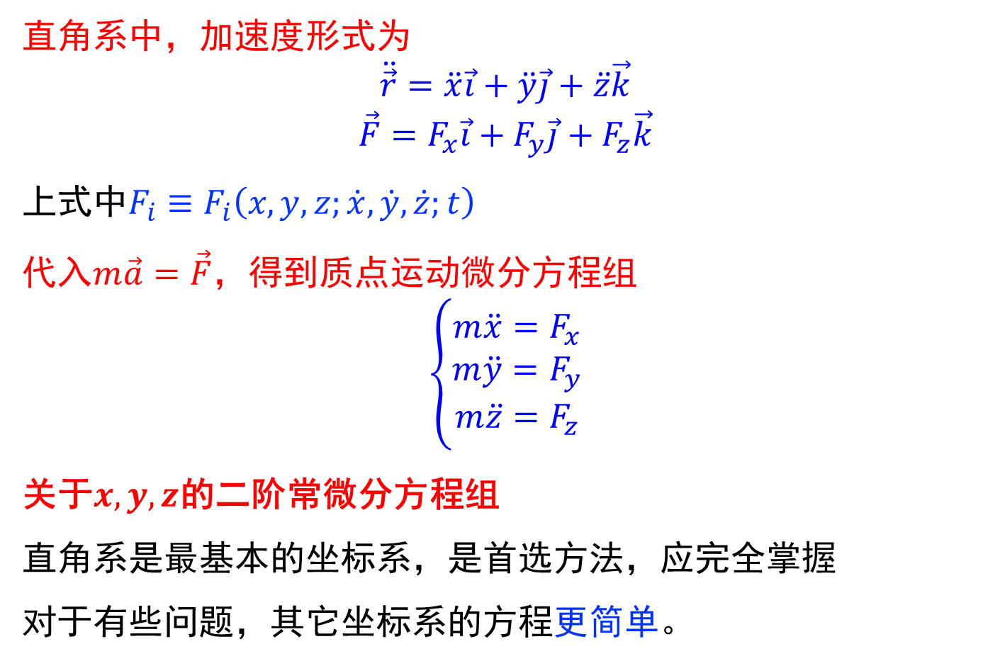 直角系中，加速度形式为
$\ddot{\vec{r}} = \ddot{x}\vec{\imath} + \ddot{y}\vec{\jmath} + \ddot{z}\vec{k}$
$\vec{F} = F_x\vec{\imath} + F_y\vec{\jmath} + F_z\vec{k}$
上式中$F_i \equiv F_i(x, y, z; \dot{x}, \dot{y}, \dot{z}; t)$
代入$m\vec{a} = \vec{F}$，得到质点运动微分方程组
$m\ddot{x} = F_x$
$m\ddot{y} = F_y$
$m\ddot{z} = F_z$
关于$x, y, z$的二阶常微分方程组
直角系是最基本的坐标系，是首选方法，应完全掌握
对于有些问题，其它坐标系的方程更简单。